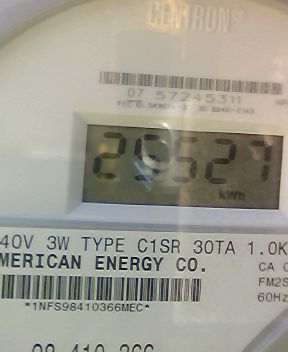 CENTRON®
07 57245311
29527
kWh
40V 3W TYPE C1SR 30TA 1.0K
MERICAN ENERGY CO.
CA 0
FM2S
*1NFS98410366MEC*
60Hz